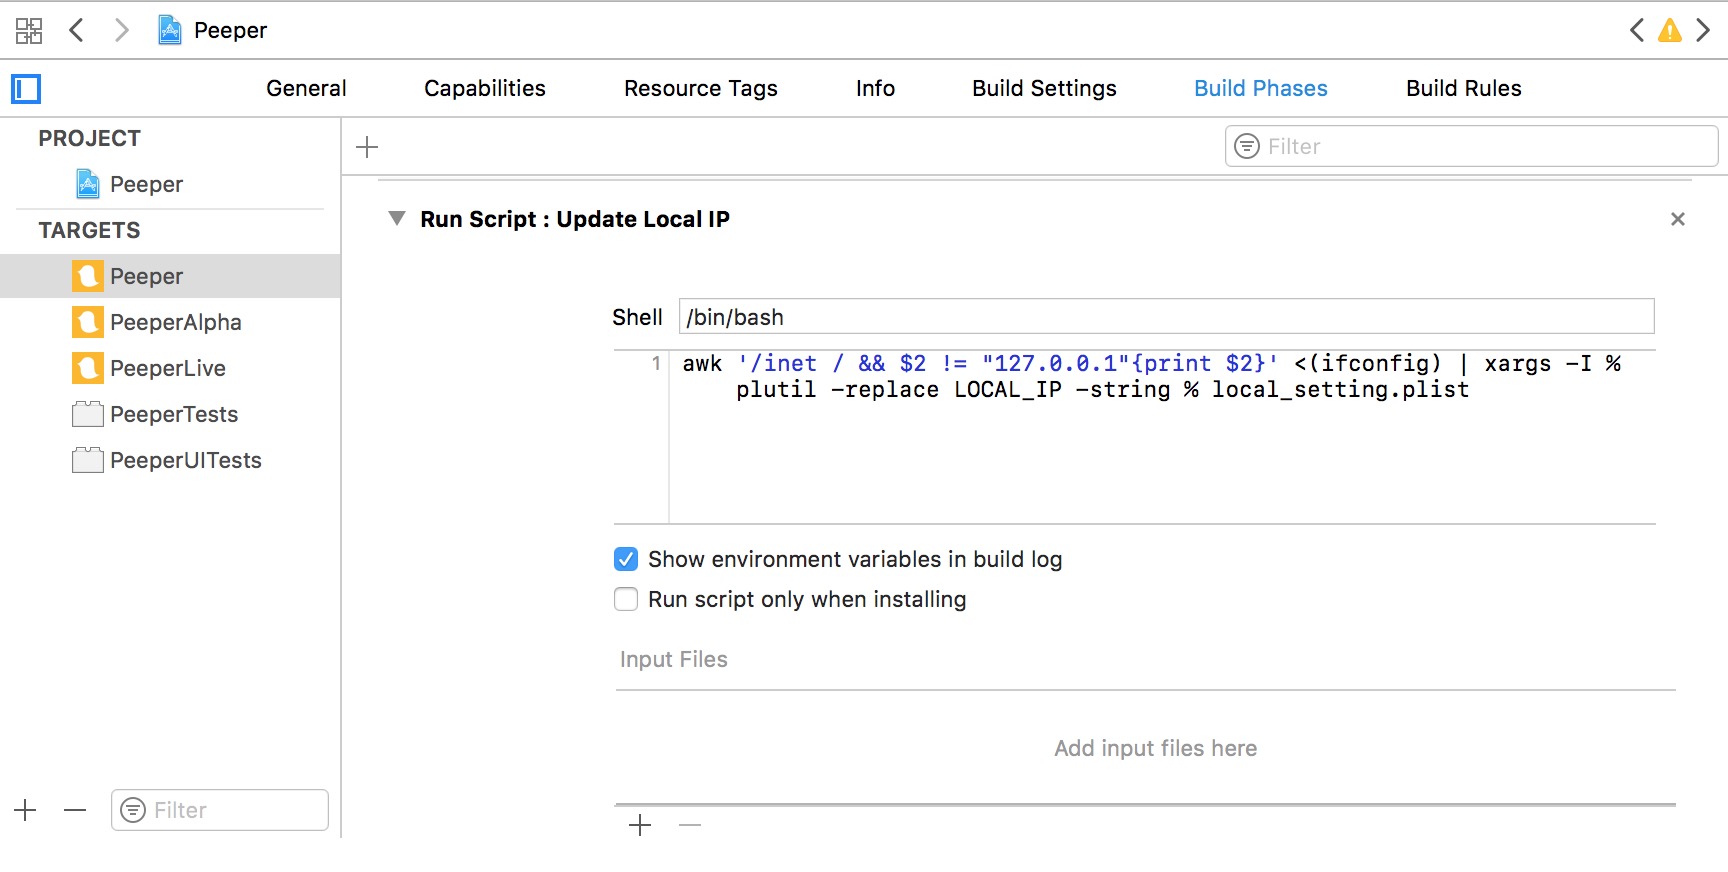 Peeper
General Capabilities Resource Tags Info Build Settings Build Phases Build Rules
PROJECT
Peeper
TARGETS
Peeper
PeeperAlpha
PeeperLive
PeeperTests
PeeperUITests
Filter
Filter
Run Script : Update Local IP
Shell /bin/bash
1 awk '/inet / && $2 != "127.0.0.1"{print $2}' <(ifconfig) | xargs -I %
plutil -replace LOCAL_IP -string % local_setting.plist
Show environment variables in build log
Run script only when installing
Input Files
Add input files here